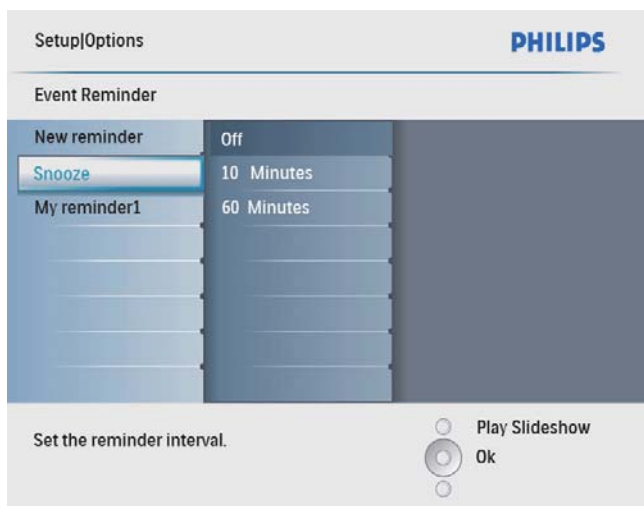 Setup|Options
PHILIPS
Event Reminder
New reminder
Off
Snooze
10 Minutes
My reminder1
60 Minutes
Set the reminder interval.
Play Slideshow
Ok